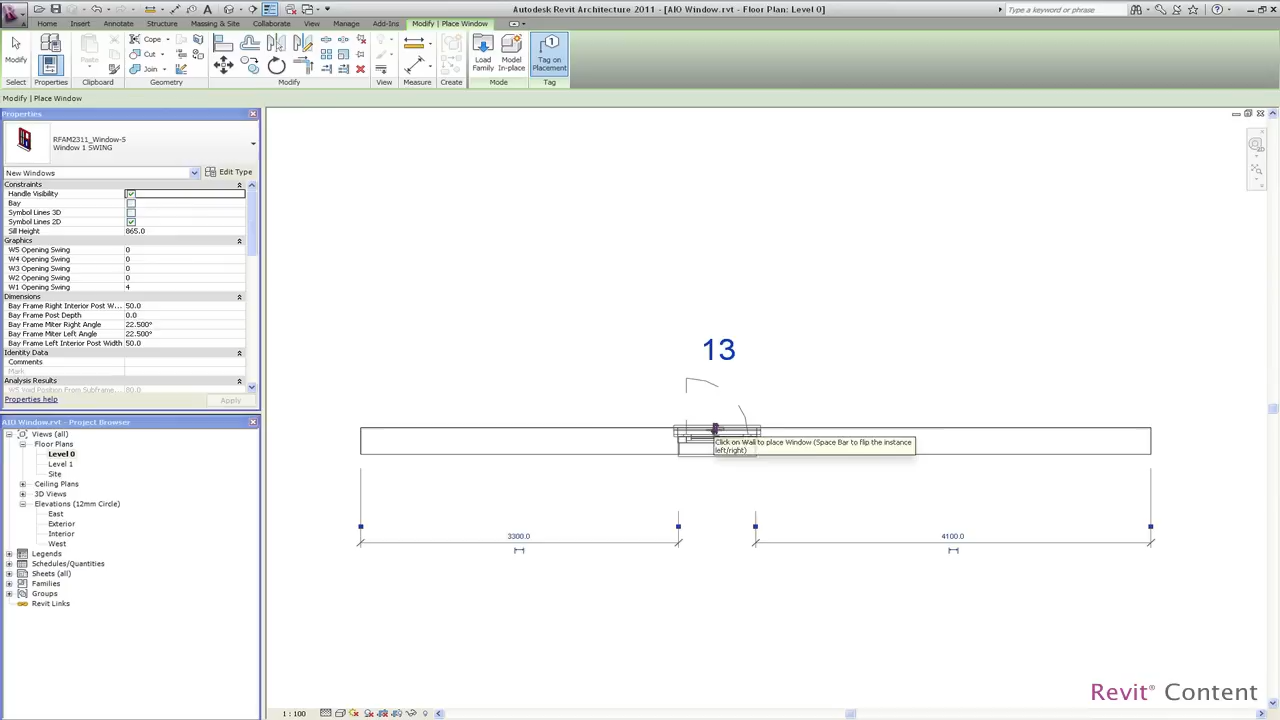 Autodesk Revit Architecture 2011 - [AIO Window.rvt - Floor Plan: Level 0]
Type a keyword or phrase
Home Insert Annotate Structure Massing & Site Collaborate View Manage Add-Ins Modify | Place Window
Modify
Paste
Cope
Cut
Join
Load Family
Model In-place
Tag on Placement
Select Properties Clipboard Geometry Modify View Measure Create Mode Tag
Modify | Place Window
Properties
RFAM2311_Window-5
Window 1 SWING
New Windows
Edit Type
Constraints
Handle Visibility
Bay
Symbol Lines 3D
Symbol Lines 2D
Sill Height 865.0
Graphics
W5 Opening Swing 0
W4 Opening Swing 0
W3 Opening Swing 0
W2 Opening Swing 0
W1 Opening Swing 4
Dimensions
Bay Frame Right Interior Post W... 50.0
Bay Frame Post Depth 0.0
Bay Frame Miter Right Angle 22.500°
Bay Frame Miter Left Angle 22.500°
Bay Frame Left Interior Post Width 50.0
Identity Data
Comments
Mark
Analysis Results
Properties help
Apply
AIO Window.rvt - Project Browser
Views (all)
Floor Plans
Level 0
Level 1
Site
Ceiling Plans
3D Views
Elevations (12mm Circle)
East
Exterior
Interior
West
Legends
Schedules/Quantities
Sheets (all)
Families
Groups
Revit Links
13
Click on Wall to place Window (Space Bar to flip the instance
left/right)
3300.0
4100.0
1 : 100
Revit® Content